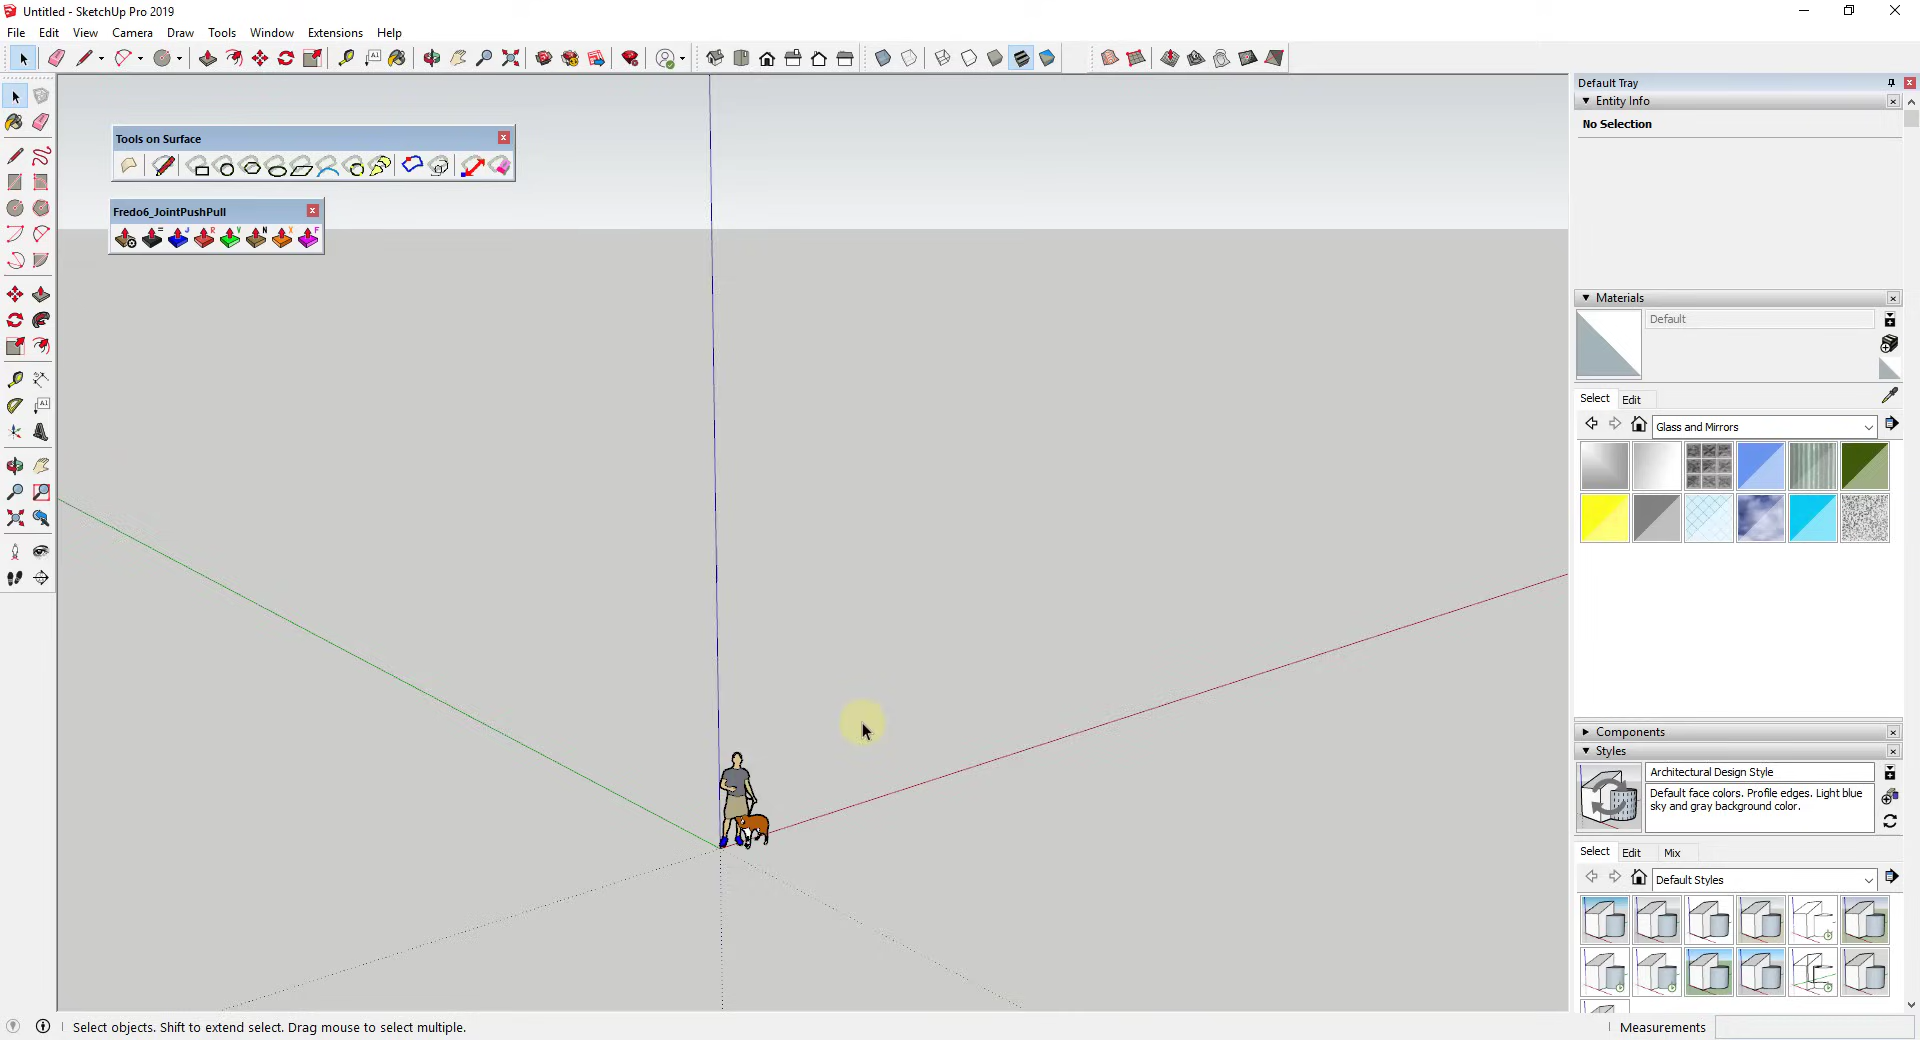 Untitled - SketchUp Pro 2019
File Edit View Camera Draw Tools Window Extensions Help
Default Tray
Entity Info
No Selection
Tools on Surface
Fredo6_JointPushPull
= J R V N X F
Materials
Default
Select Edit
Glass and Mirrors
Components
Styles
Architectural Design Style
Default face colors. Profile edges. Light blue
sky and gray background color.
Select Edit Mix
Default Styles
Select objects. Shift to extend select. Drag mouse to select multiple.
Measurements